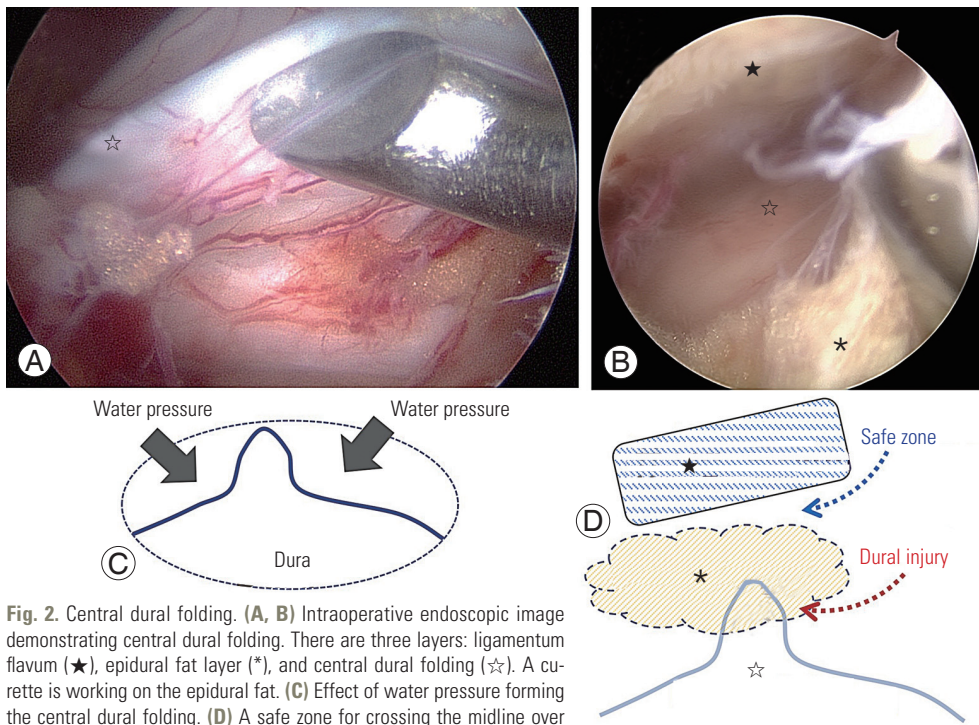 A
B
Water pressure
Water pressure
Dura
C
Safe zone
D
Dural injury
Fig. 2. Central dural folding. (A, B) Intraoperative endoscopic image
demonstrating central dural folding. There are three layers: ligamentum
flavum (★), epidural fat layer (*), and central dural folding (☆). A cu-
rette is working on the epidural fat. (C) Effect of water pressure forming
the central dural folding. (D) A safe zone for crossing the midline over